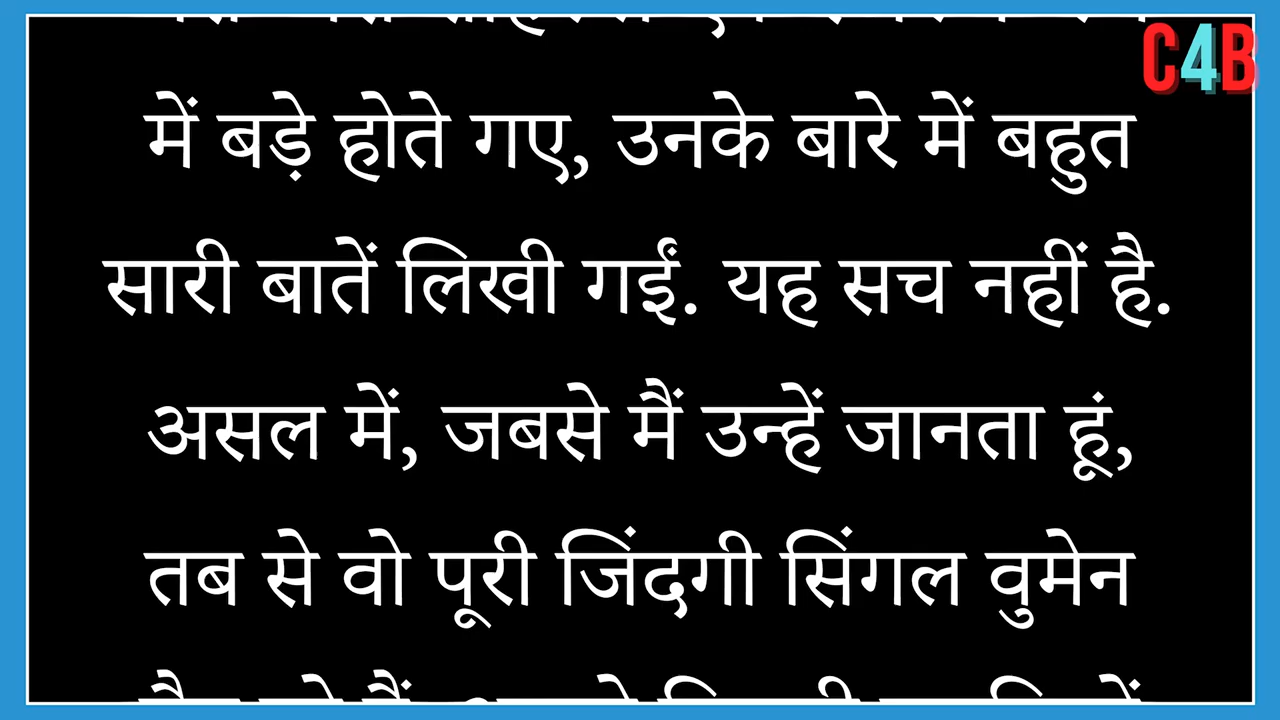 C4B
में बड़े होते गए, उनके बारे में बहुत
सारी बातें लिखी गईं. यह सच नहीं है.
असल में, जबसे मैं उन्हें जानता हूं,
तब से वो पूरी जिंदगी सिंगल वुमेन